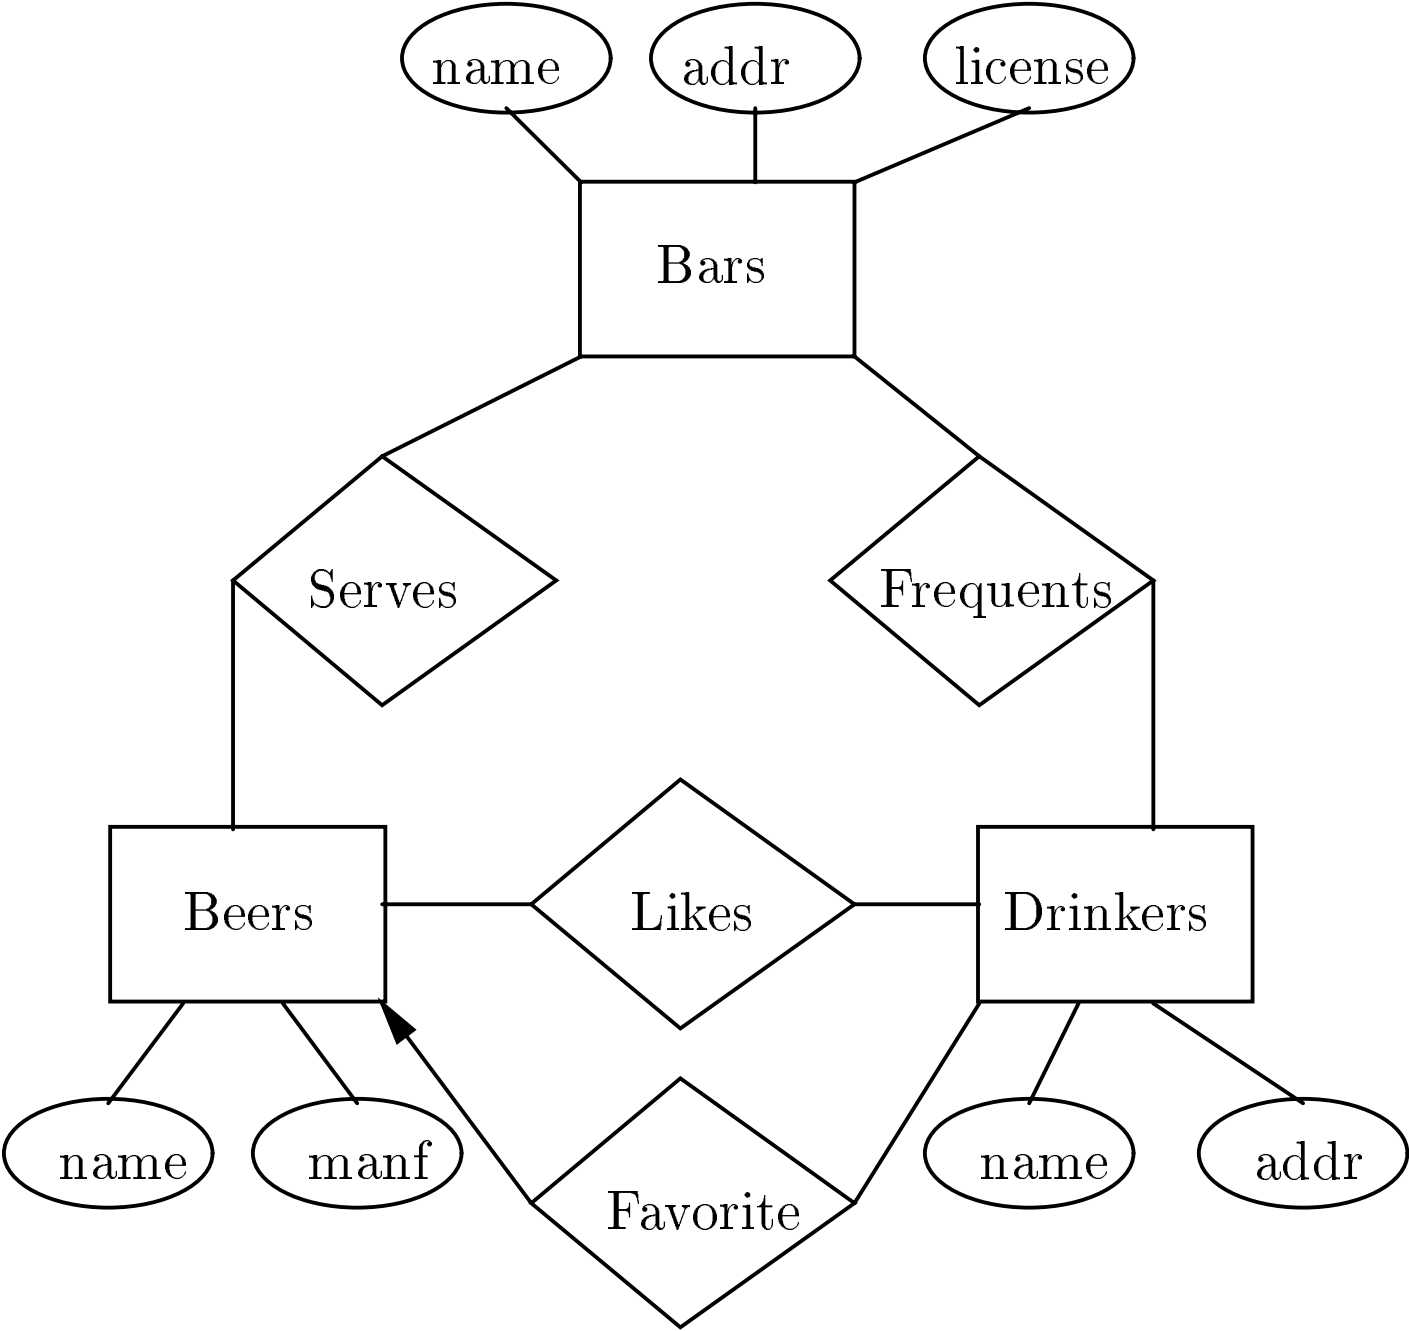 name addr license
Bars
Serves Frequents
Beers Likes Drinkers
name manf name addr
Favorite